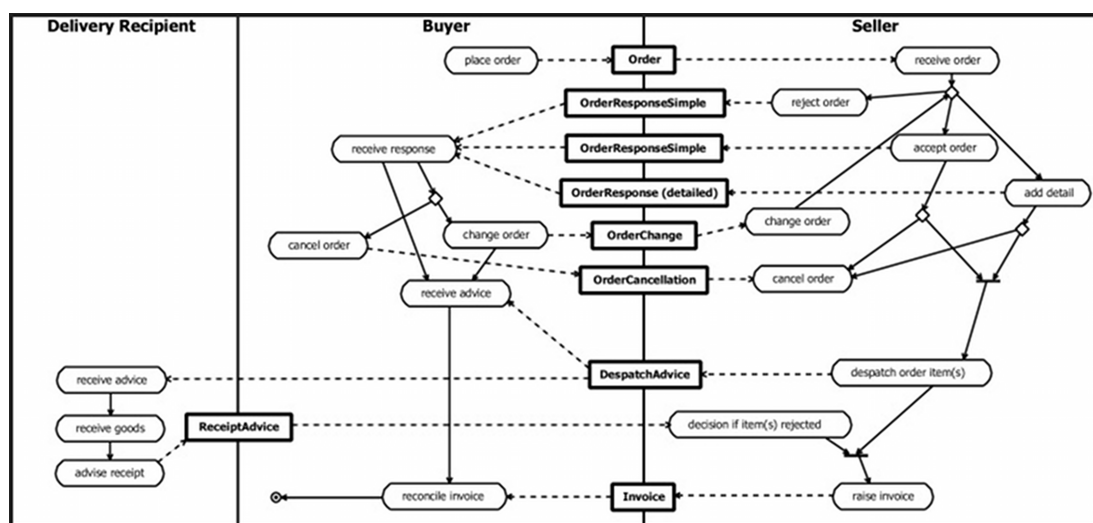 Delivery Recipient
Buyer
Seller
place order
Order
receive order
OrderResponseSimple
reject order
receive response
OrderResponseSimple
accept order
OrderResponse (detailed)
add detail
cancel order
change order
OrderChange
change order
receive advice
OrderCancellation
cancel order
receive advice
DespatchAdvice
despatch order item(s)
receive goods
ReceiptAdvice
decision if item(s) rejected
advise receipt
reconcile invoice
Invoice
raise invoice